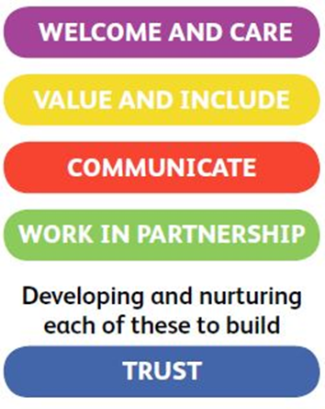 WELCOME AND CARE
VALUE AND INCLUDE
COMMUNICATE
WORK IN PARTNERSHIP
Developing and nurturing
each of these to build
TRUST